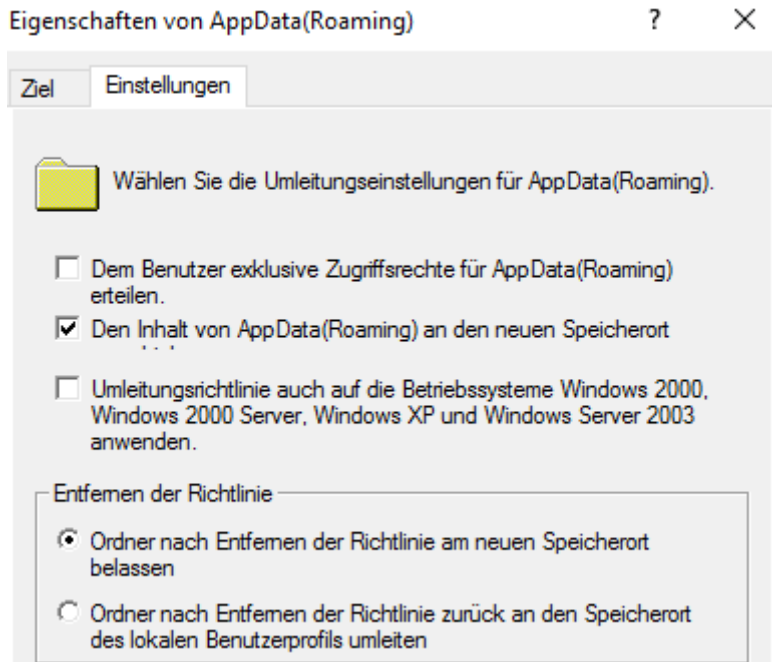 Eigenschaften von AppData(Roaming)
?
Ziel
Einstellungen
Wählen Sie die Umleitungseinstellungen für AppData(Roaming).
Dem Benutzer exklusive Zugriffsrechte für AppData(Roaming)
erteilen.
Den Inhalt von AppData(Roaming) an den neuen Speicherort
Umleitungsrichtlinie auch auf die Betriebssysteme Windows 2000,
Windows 2000 Server, Windows XP und Windows Server 2003
anwenden.
Entfernen der Richtlinie
Ordner nach Entfernen der Richtlinie am neuen Speicherort
belassen
Ordner nach Entfernen der Richtlinie zurück an den Speicherort
des lokalen Benutzerprofils umleiten